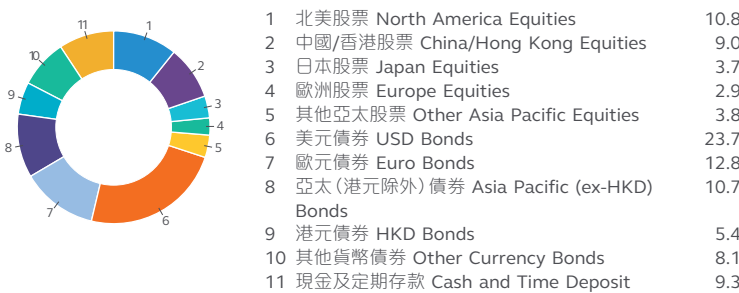 1 北美股票 North America Equities 10.8
2 中國/香港股票 China/Hong Kong Equities 9.0
3 日本股票 Japan Equities 3.7
4 歐洲股票 Europe Equities 2.9
5 其他亞太股票 Other Asia Pacific Equities 3.8
6 美元債券 USD Bonds 23.7
7 歐元債券 Euro Bonds 12.8
8 亞太(港元除外)債券 Asia Pacific (ex-HKD) 10.7
Bonds
9 港元債券 HKD Bonds 5.4
10 其他貨幣債券 Other Currency Bonds 8.1
11 現金及定期存款 Cash and Time Deposit 9.3
1
2
3
4
5
6
7
8
9
10
11